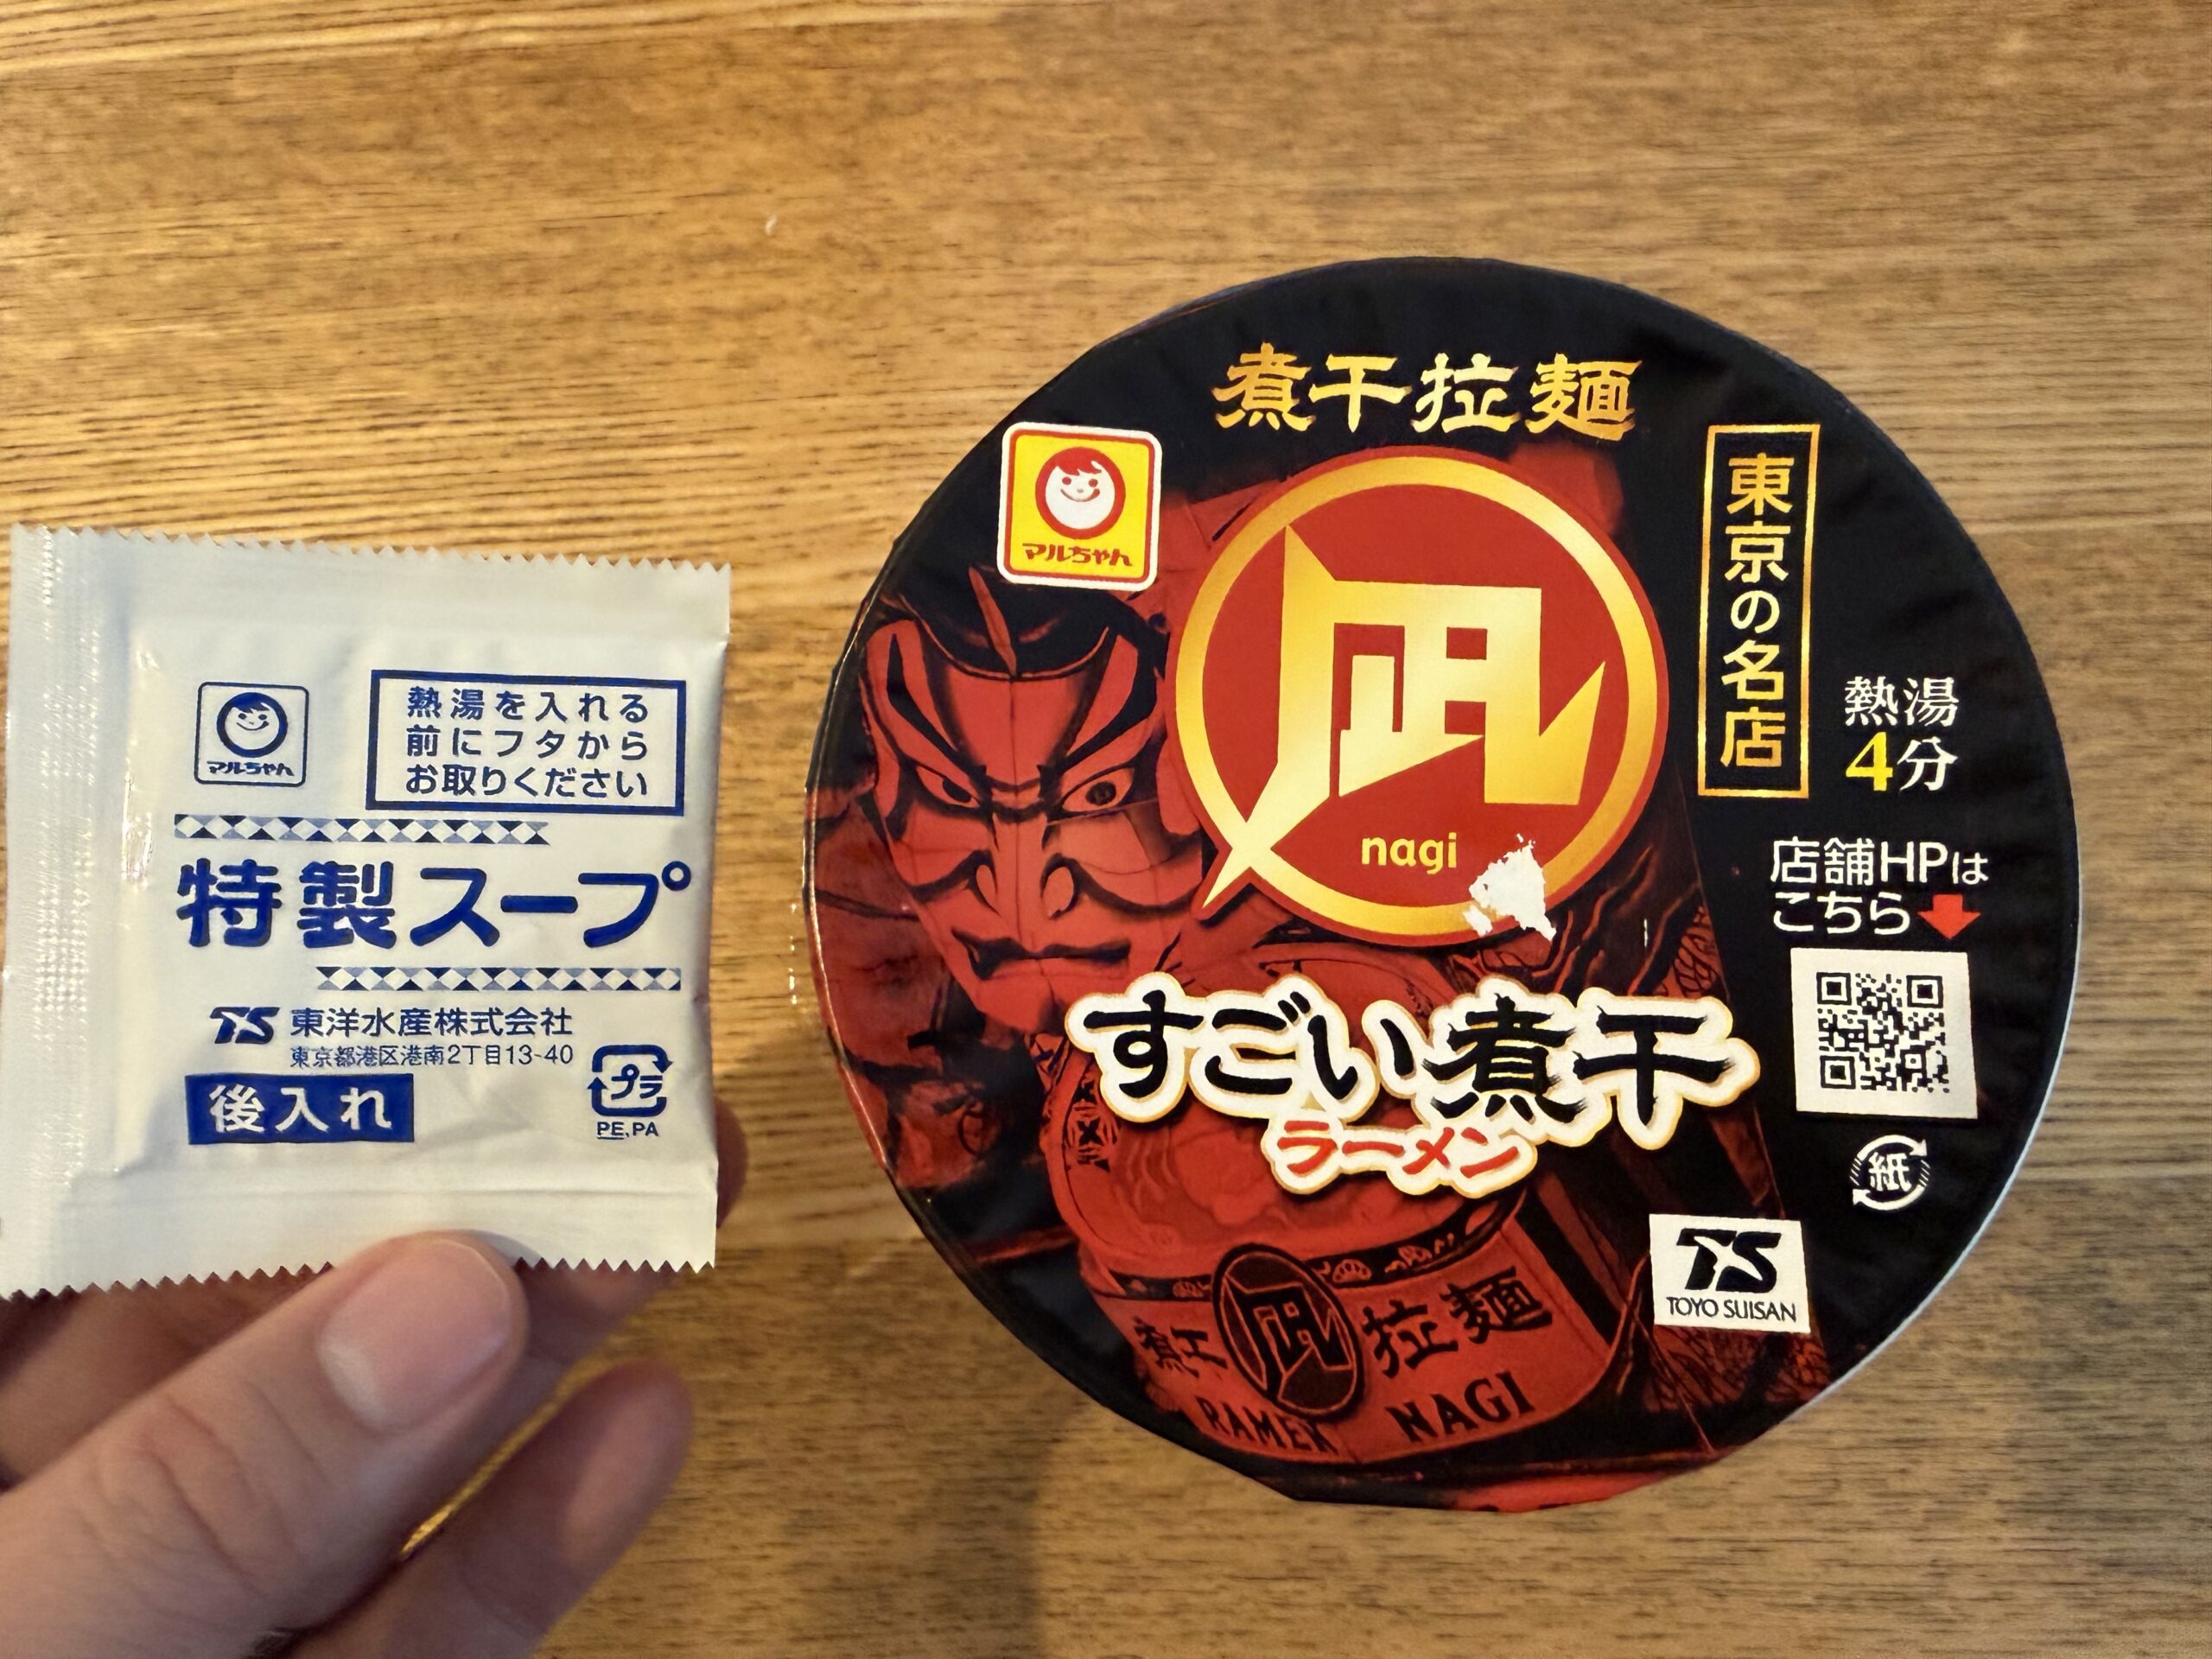 マルちゃん
熱湯を入れる
前にフタから
お取りください
特製スープ
TS 東洋水産株式会社
東京都港区港南2丁目13-40
後入れ
プラ
PE,PA
煮干拉麺
マルちゃん
凪
nagi
東京の名店
熱湯
4分
店舗HPは
こちら
すごい煮干
ラーメン
紙
TS
TOYO SUISAN
凪 拉麺
RAMEN NAGI